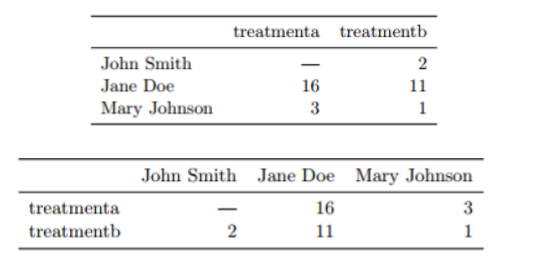 treatmenta treatmentb
John Smith — 2
Jane Doe 16 11
Mary Johnson 3 1
John Smith Jane Doe Mary Johnson
treatmenta — 16 3
treatmentb 2 11 1